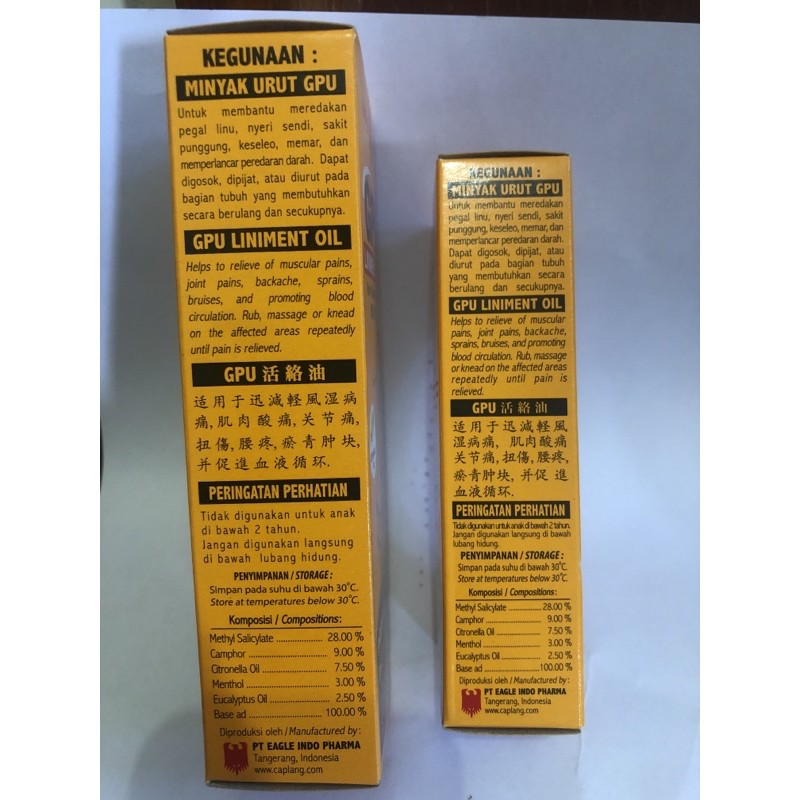 KEGUNAAN :
MINYAK URUT GPU
Untuk membantu meredakan
pegal linu, nyeri sendi, sakit
punggung, keseleo, memar, dan
memperlancar peredaran darah. Dapat
digosok, dipijat, atau diurut pada
bagian tubuh yang membutuhkan
secara berulang dan secukupnya.
GPU LINIMENT OIL
Helps to relieve of muscular pains,
joint pains, backache, sprains,
bruises, and promoting blood
circulation. Rub, massage or knead
on the affected areas repeatedly
until pain is relieved.
GPU 活絡油
适用于迅減軽風湿病
痛,肌肉酸痛,关节痛,
扭傷,腰疼,瘀青肿块,
并促進血液循环.
PERINGATAN PERHATIAN
Tidak digunakan untuk anak
di bawah 2 tahun.
Jangan digunakan langsung
di bawah lubang hidung.
PENYIMPANAN / STORAGE :
Simpan pada suhu di bawah 30°C.
Store at temperatures below 30°C.
Komposisi / Compositions:
Methyl Salicylate ................ 28.00 %
Camphor ........................ 9.00 %
Citronella Oil .................... 7.50 %
Menthol ......................... 3.00 %
Eucalyptus Oil .................. 2.50 %
Base ad ........................ 100.00 %
Diproduksi oleh / Manufactured by :
PT EAGLE INDO PHARMA
Tangerang, Indonesia
www.caplang.com
KEGUNAAN :
MINYAK URUT GPU
Untuk membantu meredakan
pegal linu, nyeri sendi, sakit
punggung, keseleo, memar, dan
memperlancar peredaran darah.
Dapat digosok, dipijat, atau
diurut pada bagian tubuh
yang membutuhkan secara
berulang dan secukupnya.
GPU LINIMENT OIL
Helps to relieve of muscular
pains, joint pains, backache,
sprains, bruises, and promoting
blood circulation. Rub, massage
or knead on the affected areas
repeatedly until pain is
relieved.
GPU 活絡油
适用于迅減軽風
湿病痛, 肌肉酸痛
关节痛,扭傷,腰疼,
瘀青肿块,并促 進
血液循环.
PERINGATAN PERHATIAN
Tidak digunakan untuk anak di bawah 2 tahun.
Jangan digunakan langsung di bawah
lubang hidung.
PENYIMPANAN / STORAGE :
Simpan pada suhu di bawah 30°C.
Store at temperatures below 30°C.
Komposisi / Compositions:
Methyl Salicylate ................ 28.00 %
Camphor ........................ 9.00 %
Citronella Oil .................... 7.50 %
Menthol ......................... 3.00 %
Eucalyptus Oil .................. 2.50 %
Base ad ........................ 100.00 %
Diproduksi oleh / Manufactured by :
PT EAGLE INDO PHARMA
Tangerang, Indonesia
www.caplang.com